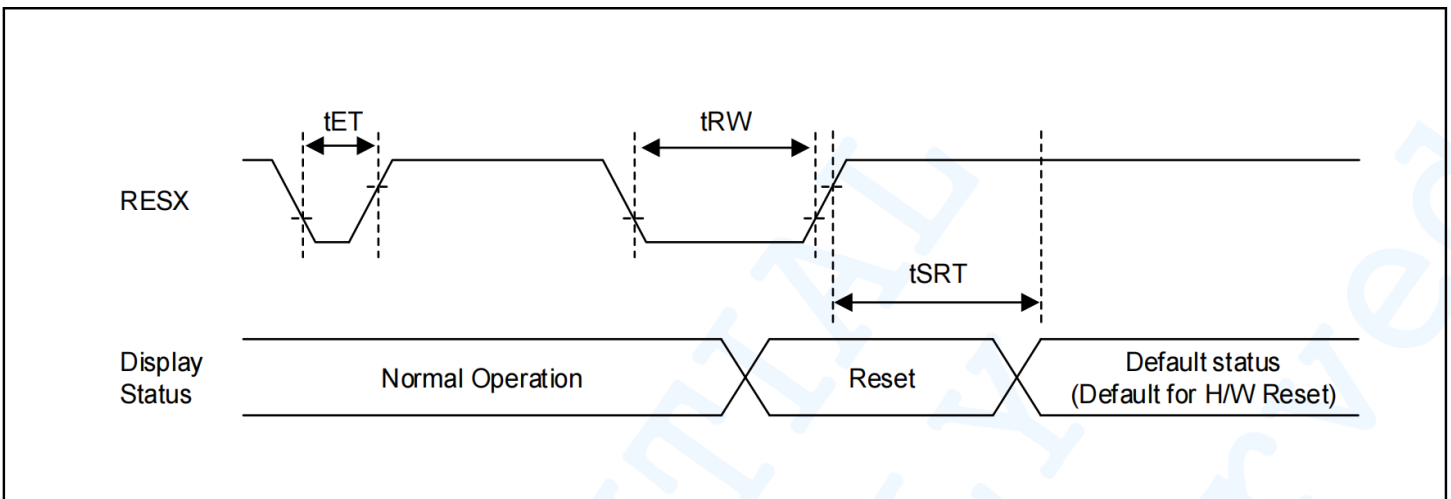 tET
tRW
RESX
tSRT
Display
Status
Normal Operation
Reset
Default status
(Default for H/W Reset)